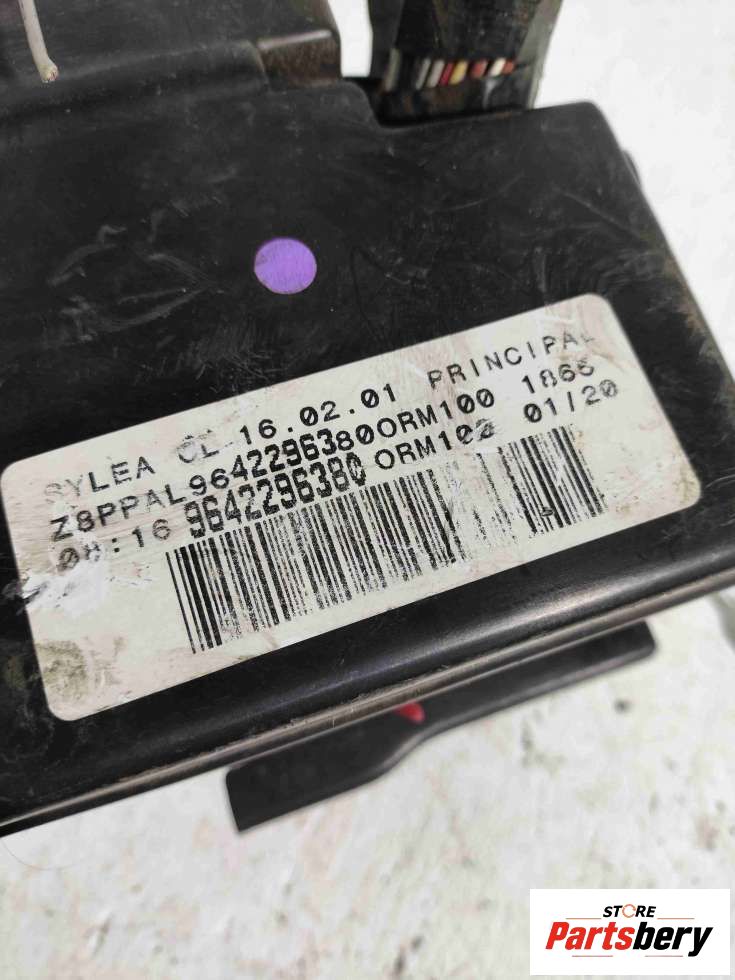 SYLEA CL 16.02.01 PRINCIPAL
Z8PPAL9642296380ORM100 1866
08:16 9642296380 ORM100 01/20
STORE
Partsbery